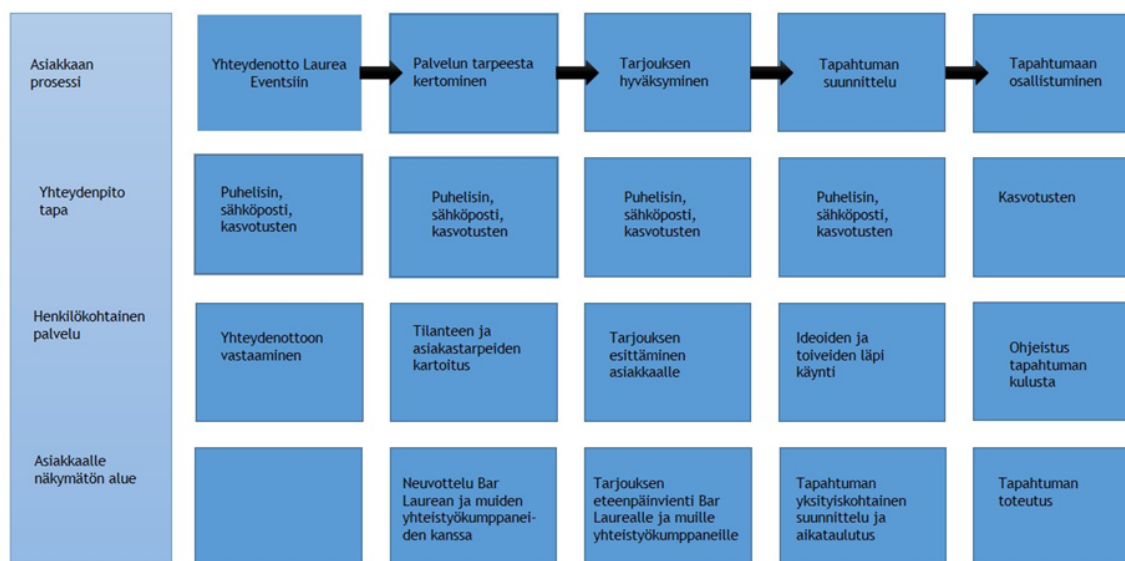 Asiakkaan
prosessi
Yhteydenotto Laurea
Eventsiin
Palvelun tarpeesta
kertominen
Tarjouksen
hyväksyminen
Tapahtuman
suunnittelu
Tapahtumaan
osallistuminen
Yhteydenpito
tapa
Puhelisin,
sähköposti,
kasvotusten
Puhelisin,
sähköposti,
kasvotusten
Puhelisin,
sähköposti,
kasvotusten
Puhelisin,
sähköposti,
kasvotusten
Kasvotusten
Henkilökohtainen
palvelu
Yhteydenottoon
vastaaminen
Tilanteen ja
asiakastarpeiden
kartoitus
Tarjouksen
esittäminen
asiakkaalle
Ideoiden ja
toiveiden läpi
käynti
Ohjeistus
tapahtuman
kulusta
Asiakkaalle
näkymätön alue
Neuvottelu Bar
Laurean ja muiden
yhteistyökumppanei-
den kanssa
Tarjouksen
eteenpäinvienti Bar
Laurealle ja muille
yhteistyökumppaneille
Tapahtuman
yksityiskohtainen
suunnittelu ja
aikataulutus
Tapahtuman
toteutus